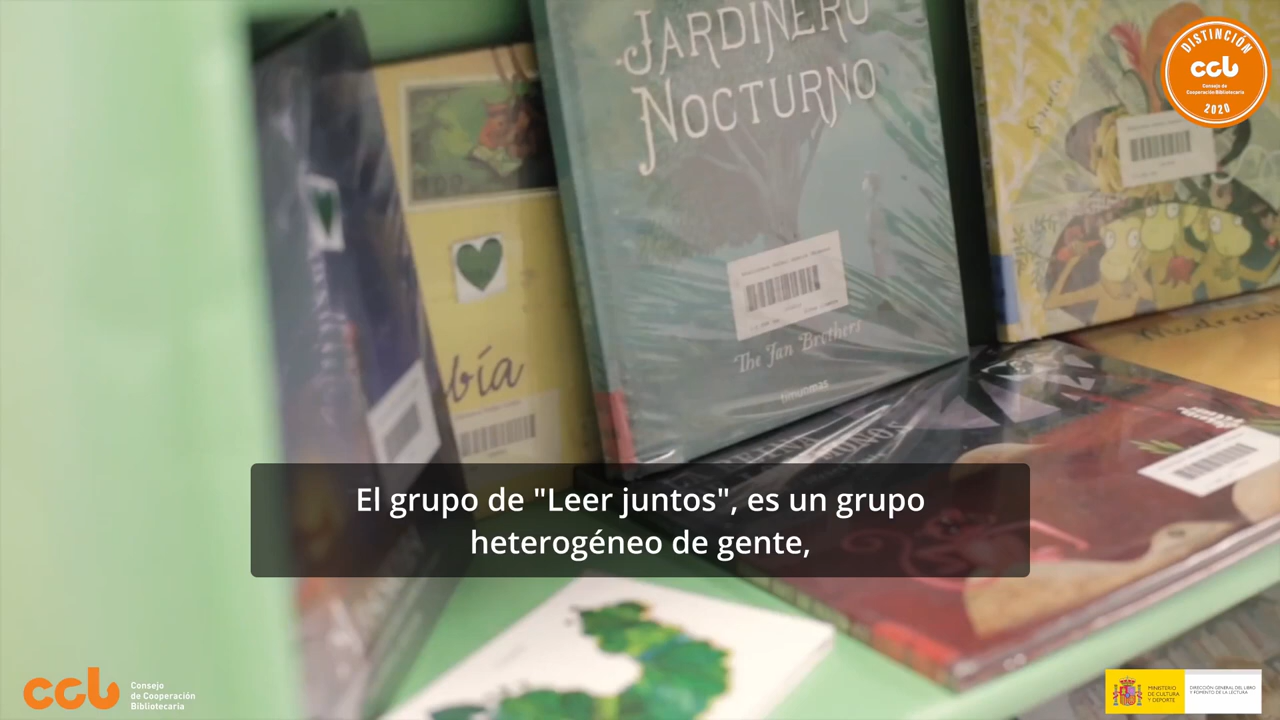 JARDINERO
NOCTURNO
DISTINCIÓN
ccb
Consejo de
Cooperación Bibliotecaria
2020
bía
The Fan Brothers
timunmas
El grupo de "Leer juntos", es un grupo
heterogéneo de gente,
ccb
Consejo
de Cooperación
Bibliotecaria
MINISTERIO
DE CULTURA
Y DEPORTE
DIRECCIÓN GENERAL DEL LIBRO
Y FOMENTO DE LA LECTURA